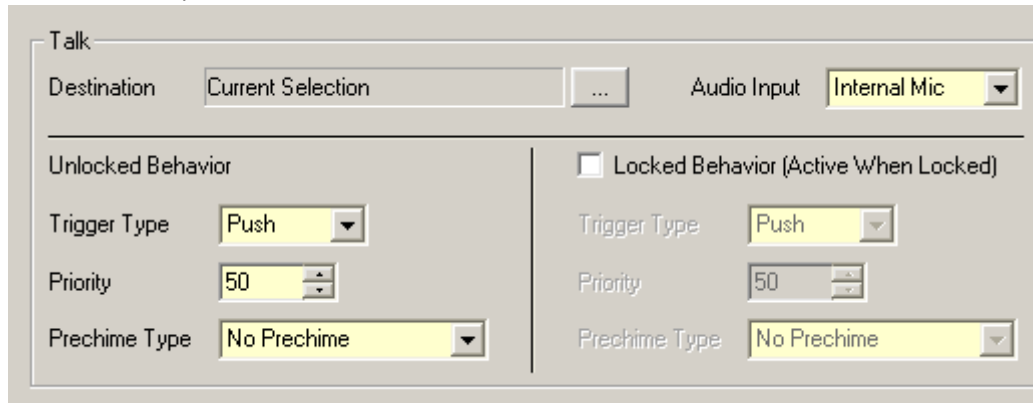 Talk
Destination Current Selection ... Audio Input Internal Mic
Unlocked Behavior Locked Behavior (Active When Locked)
Trigger Type Push Trigger Type Push
Priority 50 Priority 50
Prechime Type No Prechime Prechime Type No Prechime